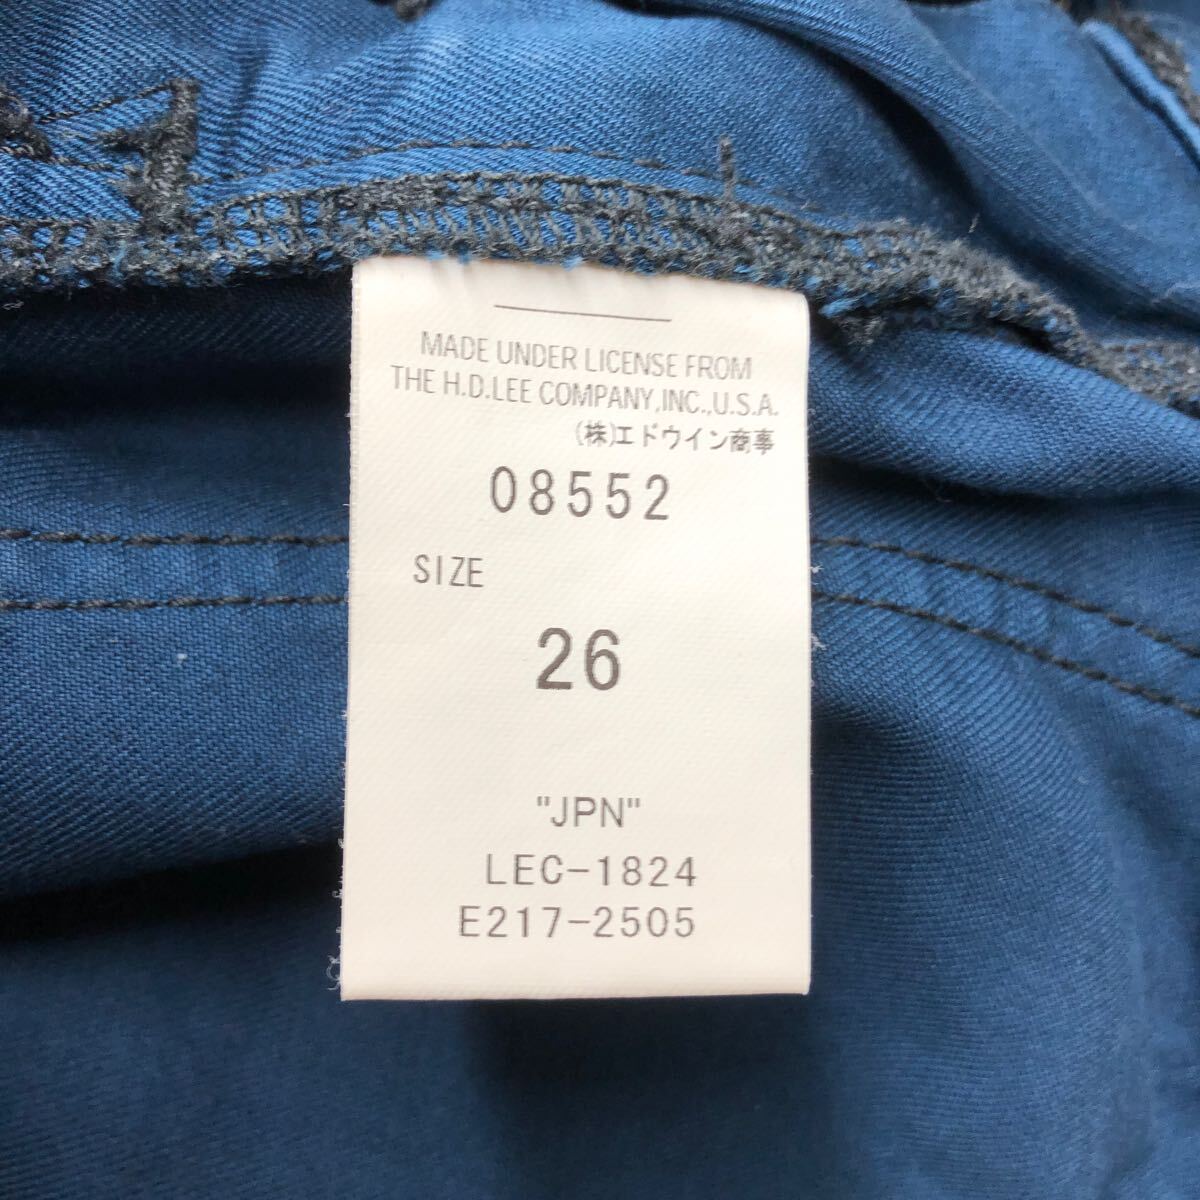 MADE UNDER LICENSE FROM
THE H.D.LEE COMPANY,INC.,U.S.A.
(株)エドウイン商事
08552
SIZE
26
"JPN"
LEC-1824
E217-2505